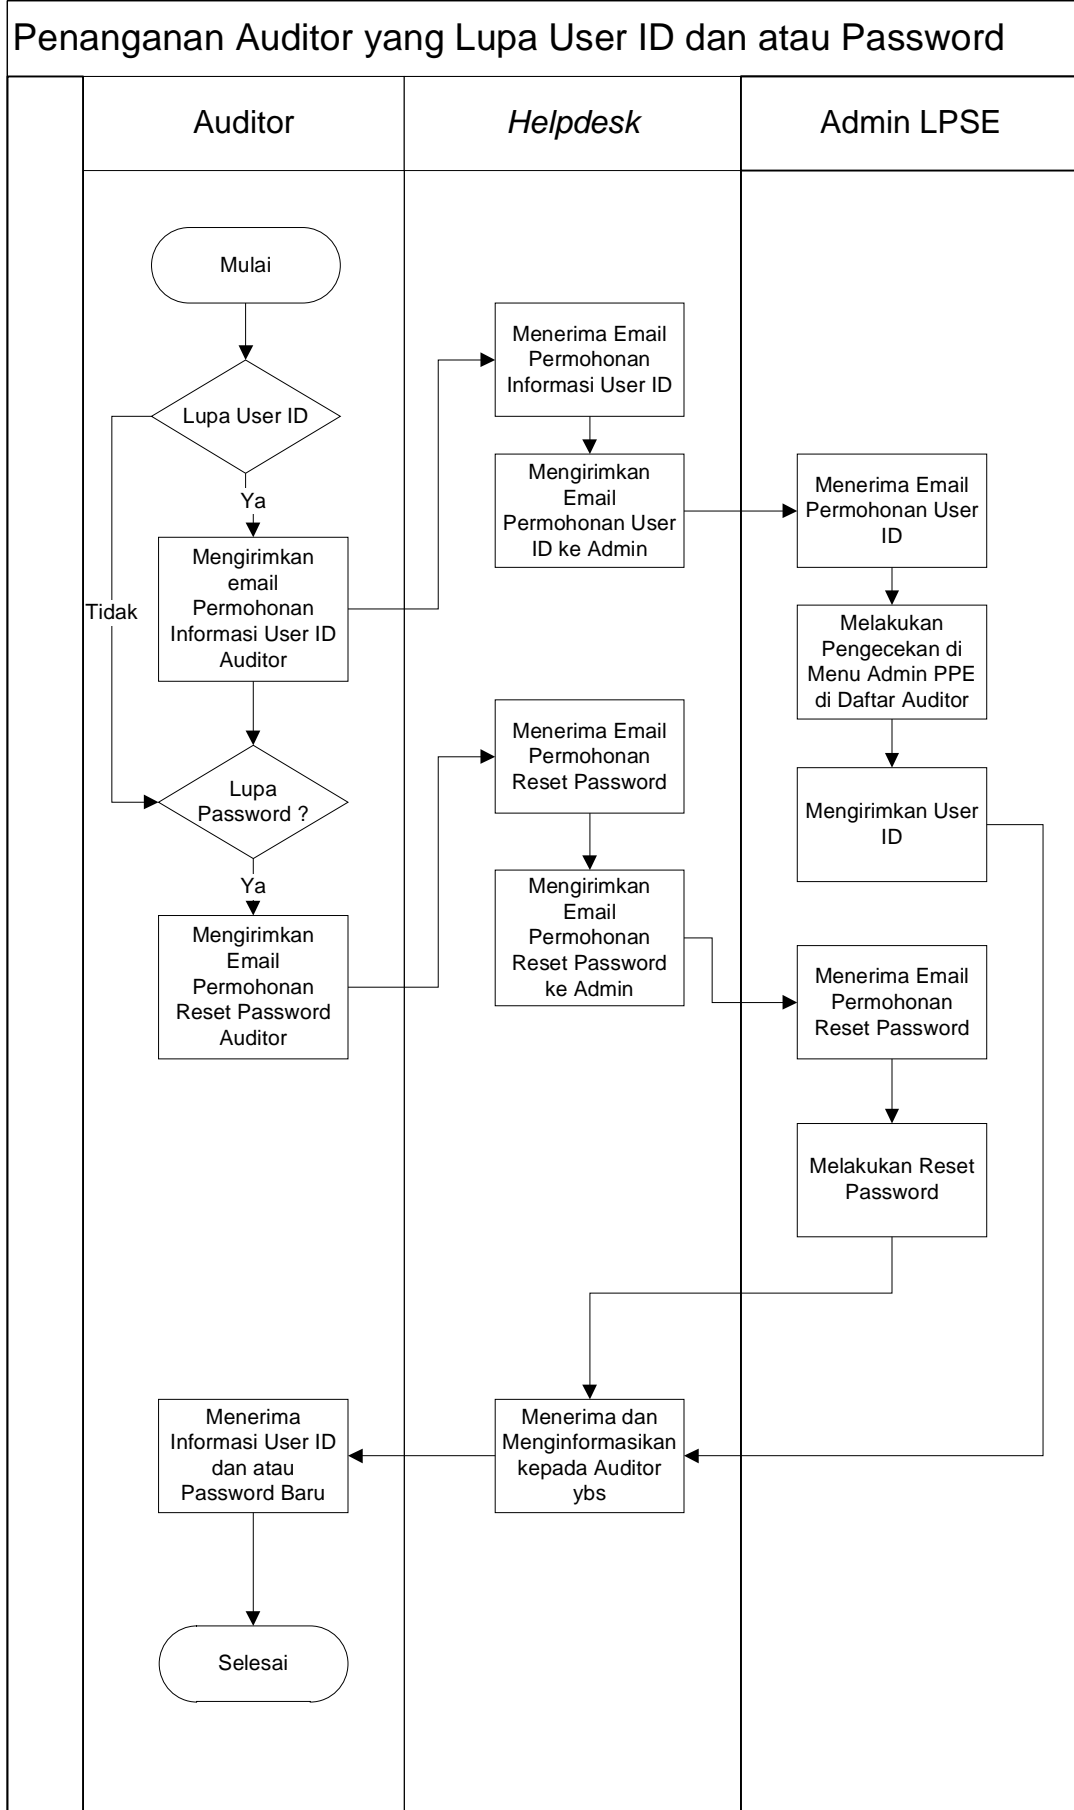 Penanganan Auditor yang Lupa User ID dan atau Password
Auditor
Helpdesk
Admin LPSE
Mulai
Lupa User ID
Ya
Tidak
Mengirimkan
email
Permohonan
Informasi User ID
Auditor
Lupa
Password ?
Ya
Mengirimkan
Email
Permohonan
Reset Password
Auditor
Menerima Email
Permohonan
Informasi User ID
Mengirimkan
Email
Permohonan User
ID ke Admin
Menerima Email
Permohonan User
ID
Melakukan
Pengecekan di
Menu Admin PPE
di Daftar Auditor
Mengirimkan User
ID
Menerima Email
Permohonan
Reset Password
Mengirimkan
Email
Permohonan
Reset Password
ke Admin
Menerima Email
Permohonan
Reset Password
Melakukan Reset
Password
Menerima dan
Menginformasikan
kepada Auditor
ybs
Menerima
Informasi User ID
dan atau
Password Baru
Selesai